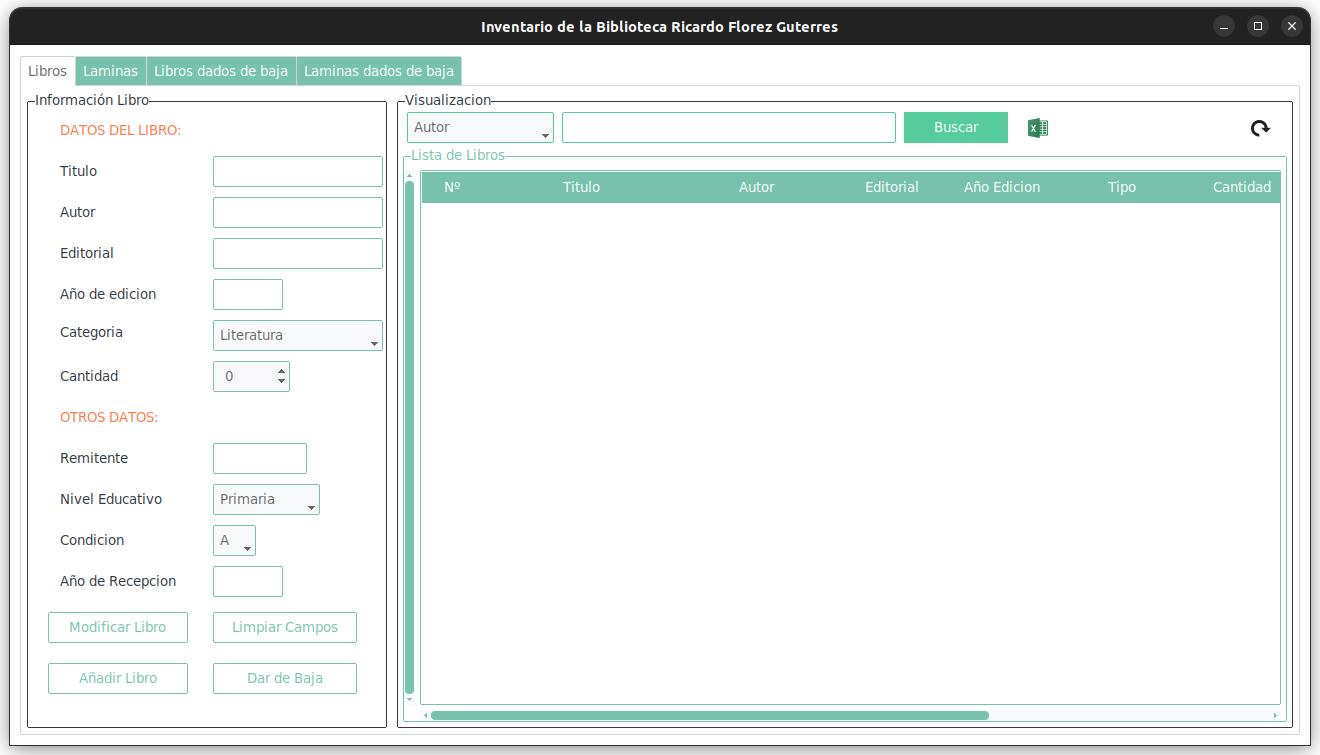 Inventario de la Biblioteca Ricardo Florez Guterres
Libros Laminas Libros dados de baja Laminas dados de baja
Información Libro
DATOS DEL LIBRO:
Titulo
Autor
Editorial
Año de edicion
Categoria Literatura
Cantidad 0
OTROS DATOS:
Remitente
Nivel Educativo Primaria
Condicion A
Año de Recepcion
Modificar Libro Limpiar Campos
Añadir Libro Dar de Baja
Visualizacion
Autor Buscar
Lista de Libros
Nº Titulo Autor Editorial Año Edicion Tipo Cantidad